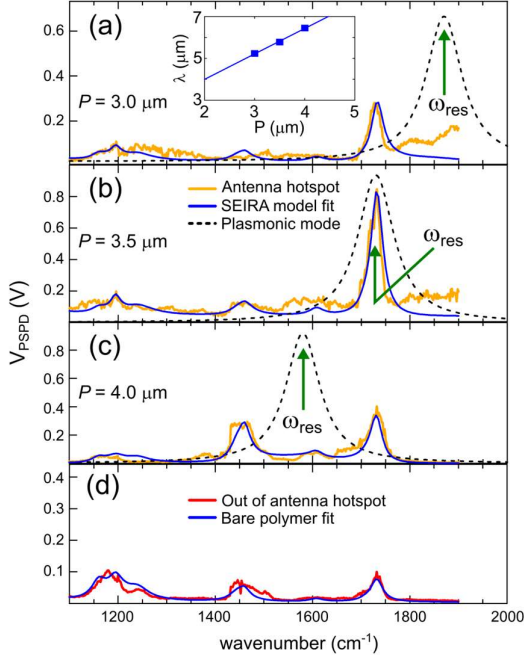 (a)
7
6
5
4
λ (μm)
2 3 4 5
P (μm)
P = 3.0 μm
ω_res
0.6
0.2
(b)
Antenna hotspot
SEIRA model fit
Plasmonic mode
P = 3.5 μm
ω_res
0.8
0.6
0.4
0.2
V_PSPD (V)
(c)
P = 4.0 μm
ω_res
0.8
0.6
0.4
0.2
(d)
Out of antenna hotspot
Bare polymer fit
0.4
0.3
0.2
0.1
1200 1400 1600 1800 2000
wavenumber (cm⁻¹)